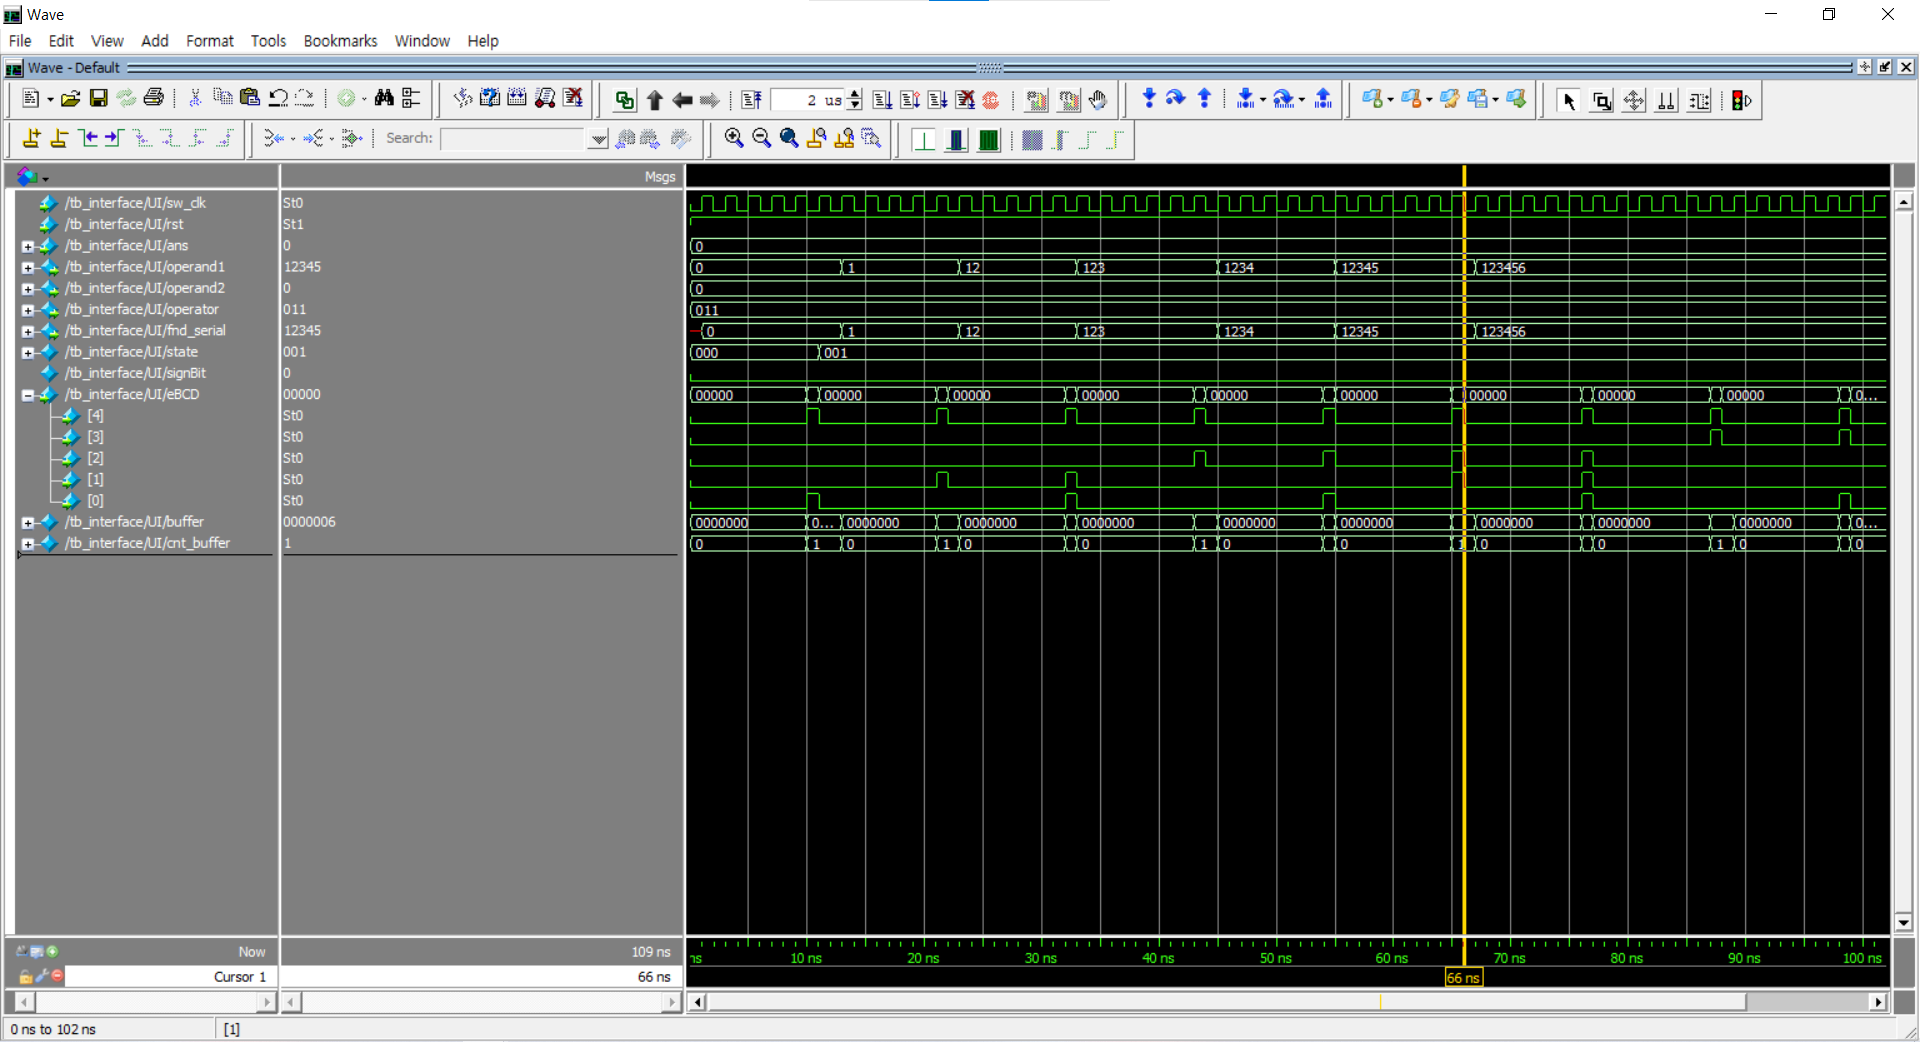 Wave
File Edit View Add Format Tools Bookmarks Window Help
Wave - Default
2 us
Search:
Msgs
/tb_interface/UI/sw_clk St0
/tb_interface/UI/rst St1
/tb_interface/UI/ans 0 0
/tb_interface/UI/operand1 12345 0 1 12 123 1234 12345 123456
/tb_interface/UI/operand2 0 0
/tb_interface/UI/operator 011 011
/tb_interface/UI/fnd_serial 12345 0 1 12 123 1234 12345 123456
/tb_interface/UI/state 001 000 001
/tb_interface/UI/signBit 0
/tb_interface/UI/eBCD 00000 00000 00000 00000 00000 00000 00000 00000 00000 00000 0...
[4] St0
[3] St0
[2] St0
[1] St0
[0] St0
/tb_interface/UI/buffer 0000006 0000000 0... 0000000 0000000 0000000 0000000 0000000 0000000 0000000 0000000 0...
/tb_interface/UI/cnt_buffer 1 0 1 0 1 0 0 1 0 0 1 0 0 1 0 0
Now 109 ns ns 10 ns 20 ns 30 ns 40 ns 50 ns 60 ns 70 ns 80 ns 90 ns 100 ns
Cursor 1 66 ns 66 ns
0 ns to 102 ns [1]